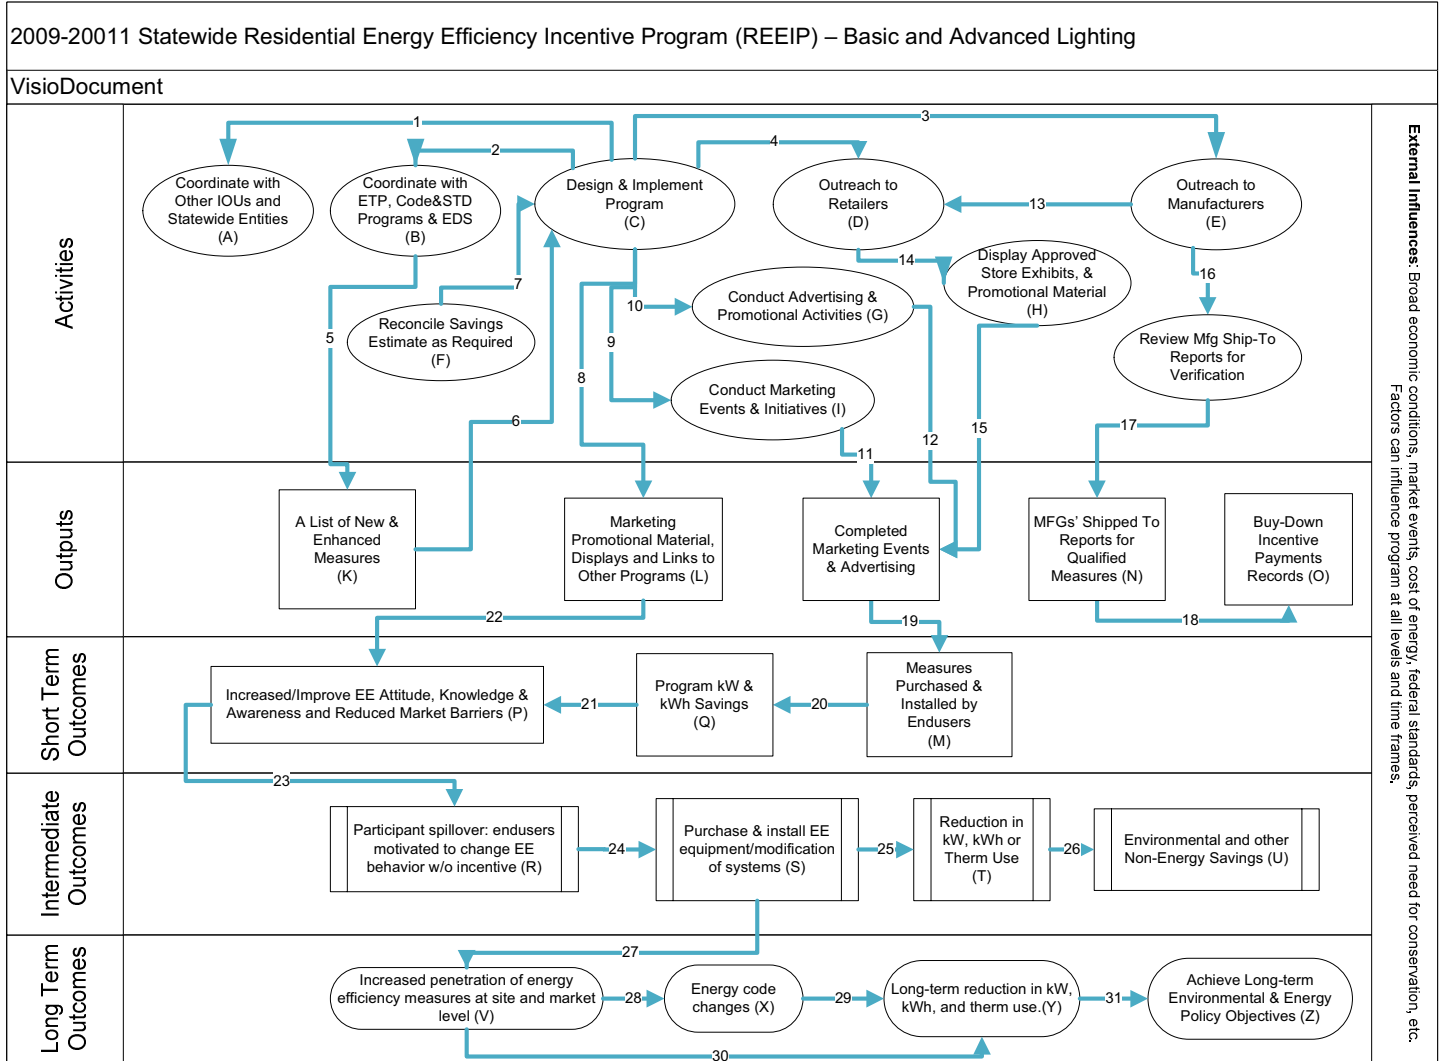 2009-20011 Statewide Residential Energy Efficiency Incentive Program (REEIP) – Basic and Advanced Lighting
VisioDocument
Activities
1
2
3
4
Coordinate with
Other IOUs and
Statewide Entities
(A)
Coordinate with
ETP, Code&STD
Programs & EDS
(B)
Design & Implement
Program
(C)
Outreach to
Retailers
(D)
13
Outreach to
Manufacturers
(E)
5
7
Reconcile Savings
Estimate as Required
(F)
6
8
9
10
Conduct Advertising &
Promotional Activities (G)
14
Display Approved
Store Exhibits, &
Promotional Material
(H)
16
Review Mfg Ship-To
Reports for
Verification
Conduct Marketing
Events & Initiatives (I)
11
12
15
17
Outputs
A List of New &
Enhanced
Measures
(K)
Marketing
Promotional Material,
Displays and Links to
Other Programs (L)
Completed
Marketing Events
& Advertising
MFGs’ Shipped To
Reports for
Qualified
Measures (N)
Buy-Down
Incentive
Payments
Records (O)
22
19
18
Short Term
Outcomes
Increased/Improve EE Attitude, Knowledge &
Awareness and Reduced Market Barriers (P)
21
Program kW &
kWh Savings
(Q)
20
Measures
Purchased &
Installed by
Endusers
(M)
23
Intermediate
Outcomes
Participant spillover: endusers
motivated to change EE
behavior w/o incentive (R)
24
Purchase & install EE
equipment/modification
of systems (S)
25
Reduction in
kW, kWh or
Therm Use
(T)
26
Environmental and other
Non-Energy Savings (U)
27
Long Term
Outcomes
Increased penetration of energy
efficiency measures at site and market
level (V)
28
Energy code
changes (X)
29
Long-term reduction in kW,
kWh, and therm use.(Y)
31
Achieve Long-term
Environmental & Energy
Policy Objectives (Z)
30
External Influences: Broad economic conditions, market events, cost of energy, federal standards, perceived need for conservation, etc.
Factors can influence program at all levels and time frames.